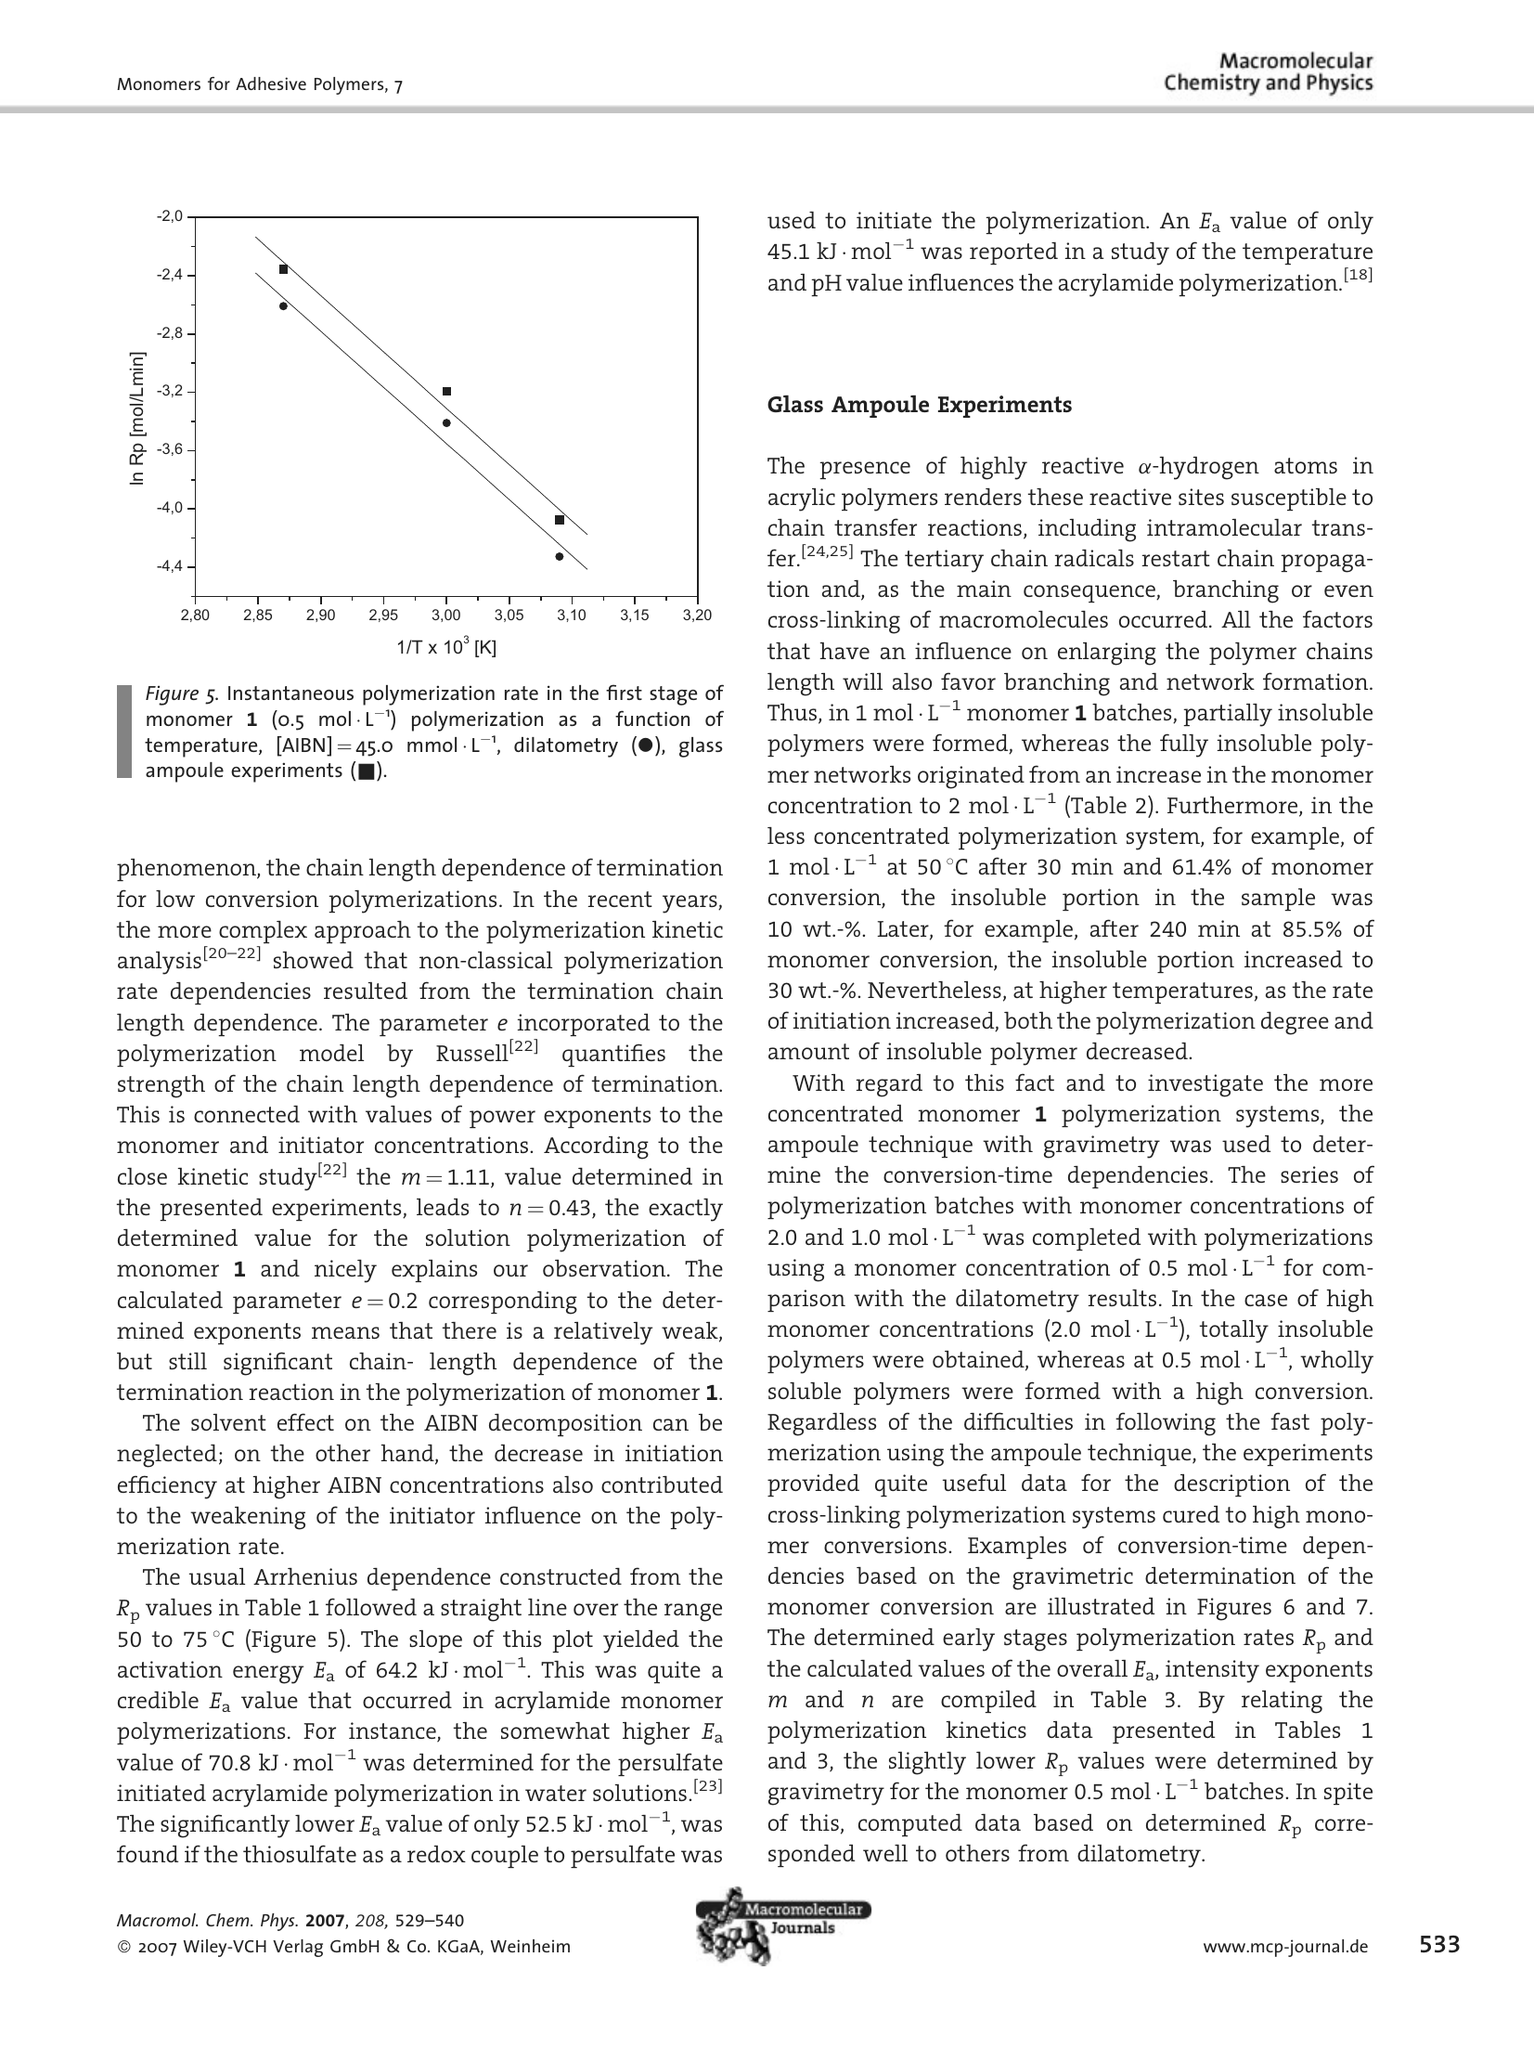 Monomers for Adhesive Polymers, 7
Macromolecular
Chemistry and Physics
-2,0
-2,4
-2,8
-3,2
-3,6
-4,0
-4,4
ln Rp [mol/Lmin]
2,80 2,85 2,90 2,95 3,00 3,05 3,10 3,15 3,20
1/T x 10³ [K]
Figure 5. Instantaneous polymerization rate in the first stage of
monomer 1 (0.5 mol · L⁻¹) polymerization as a function of
temperature, [AIBN] = 45.0 mmol · L⁻¹, dilatometry (●), glass
ampoule experiments (■).
phenomenon, the chain length dependence of termination
for low conversion polymerizations. In the recent years,
the more complex approach to the polymerization kinetic
analysis[20–22] showed that non-classical polymerization
rate dependencies resulted from the termination chain
length dependence. The parameter e incorporated to the
polymerization model by Russell[22] quantifies the
strength of the chain length dependence of termination.
This is connected with values of power exponents to the
monomer and initiator concentrations. According to the
close kinetic study[22] the m = 1.11, value determined in
the presented experiments, leads to n = 0.43, the exactly
determined value for the solution polymerization of
monomer 1 and nicely explains our observation. The
calculated parameter e = 0.2 corresponding to the deter-
mined exponents means that there is a relatively weak,
but still significant chain- length dependence of the
termination reaction in the polymerization of monomer 1.
The solvent effect on the AIBN decomposition can be
neglected; on the other hand, the decrease in initiation
efficiency at higher AIBN concentrations also contributed
to the weakening of the initiator influence on the poly-
merization rate.
The usual Arrhenius dependence constructed from the
Rp values in Table 1 followed a straight line over the range
50 to 75 °C (Figure 5). The slope of this plot yielded the
activation energy Ea of 64.2 kJ · mol⁻¹. This was quite a
credible Ea value that occurred in acrylamide monomer
polymerizations. For instance, the somewhat higher Ea
value of 70.8 kJ · mol⁻¹ was determined for the persulfate
initiated acrylamide polymerization in water solutions.[23]
The significantly lower Ea value of only 52.5 kJ · mol⁻¹, was
found if the thiosulfate as a redox couple to persulfate was
used to initiate the polymerization. An Ea value of only
45.1 kJ · mol⁻¹ was reported in a study of the temperature
and pH value influences the acrylamide polymerization.[18]
Glass Ampoule Experiments
The presence of highly reactive α-hydrogen atoms in
acrylic polymers renders these reactive sites susceptible to
chain transfer reactions, including intramolecular trans-
fer.[24,25] The tertiary chain radicals restart chain propaga-
tion and, as the main consequence, branching or even
cross-linking of macromolecules occurred. All the factors
that have an influence on enlarging the polymer chains
length will also favor branching and network formation.
Thus, in 1 mol · L⁻¹ monomer 1 batches, partially insoluble
polymers were formed, whereas the fully insoluble poly-
mer networks originated from an increase in the monomer
concentration to 2 mol · L⁻¹ (Table 2). Furthermore, in the
less concentrated polymerization system, for example, of
1 mol · L⁻¹ at 50 °C after 30 min and 61.4% of monomer
conversion, the insoluble portion in the sample was
10 wt.-%. Later, for example, after 240 min at 85.5% of
monomer conversion, the insoluble portion increased to
30 wt.-%. Nevertheless, at higher temperatures, as the rate
of initiation increased, both the polymerization degree and
amount of insoluble polymer decreased.
With regard to this fact and to investigate the more
concentrated monomer 1 polymerization systems, the
ampoule technique with gravimetry was used to deter-
mine the conversion-time dependencies. The series of
polymerization batches with monomer concentrations of
2.0 and 1.0 mol · L⁻¹ was completed with polymerizations
using a monomer concentration of 0.5 mol · L⁻¹ for com-
parison with the dilatometry results. In the case of high
monomer concentrations (2.0 mol · L⁻¹), totally insoluble
polymers were obtained, whereas at 0.5 mol · L⁻¹, wholly
soluble polymers were formed with a high conversion.
Regardless of the difficulties in following the fast poly-
merization using the ampoule technique, the experiments
provided quite useful data for the description of the
cross-linking polymerization systems cured to high mono-
mer conversions. Examples of conversion-time depen-
dencies based on the gravimetric determination of the
monomer conversion are illustrated in Figures 6 and 7.
The determined early stages polymerization rates Rp and
the calculated values of the overall Ea, intensity exponents
m and n are compiled in Table 3. By relating the
polymerization kinetics data presented in Tables 1
and 3, the slightly lower Rp values were determined by
gravimetry for the monomer 0.5 mol · L⁻¹ batches. In spite
of this, computed data based on determined Rp corre-
sponded well to others from dilatometry.
Macromol. Chem. Phys. 2007, 208, 529–540
© 2007 Wiley-VCH Verlag GmbH & Co. KGaA, Weinheim
Macromolecular
Journals
www.mcp-journal.de 533